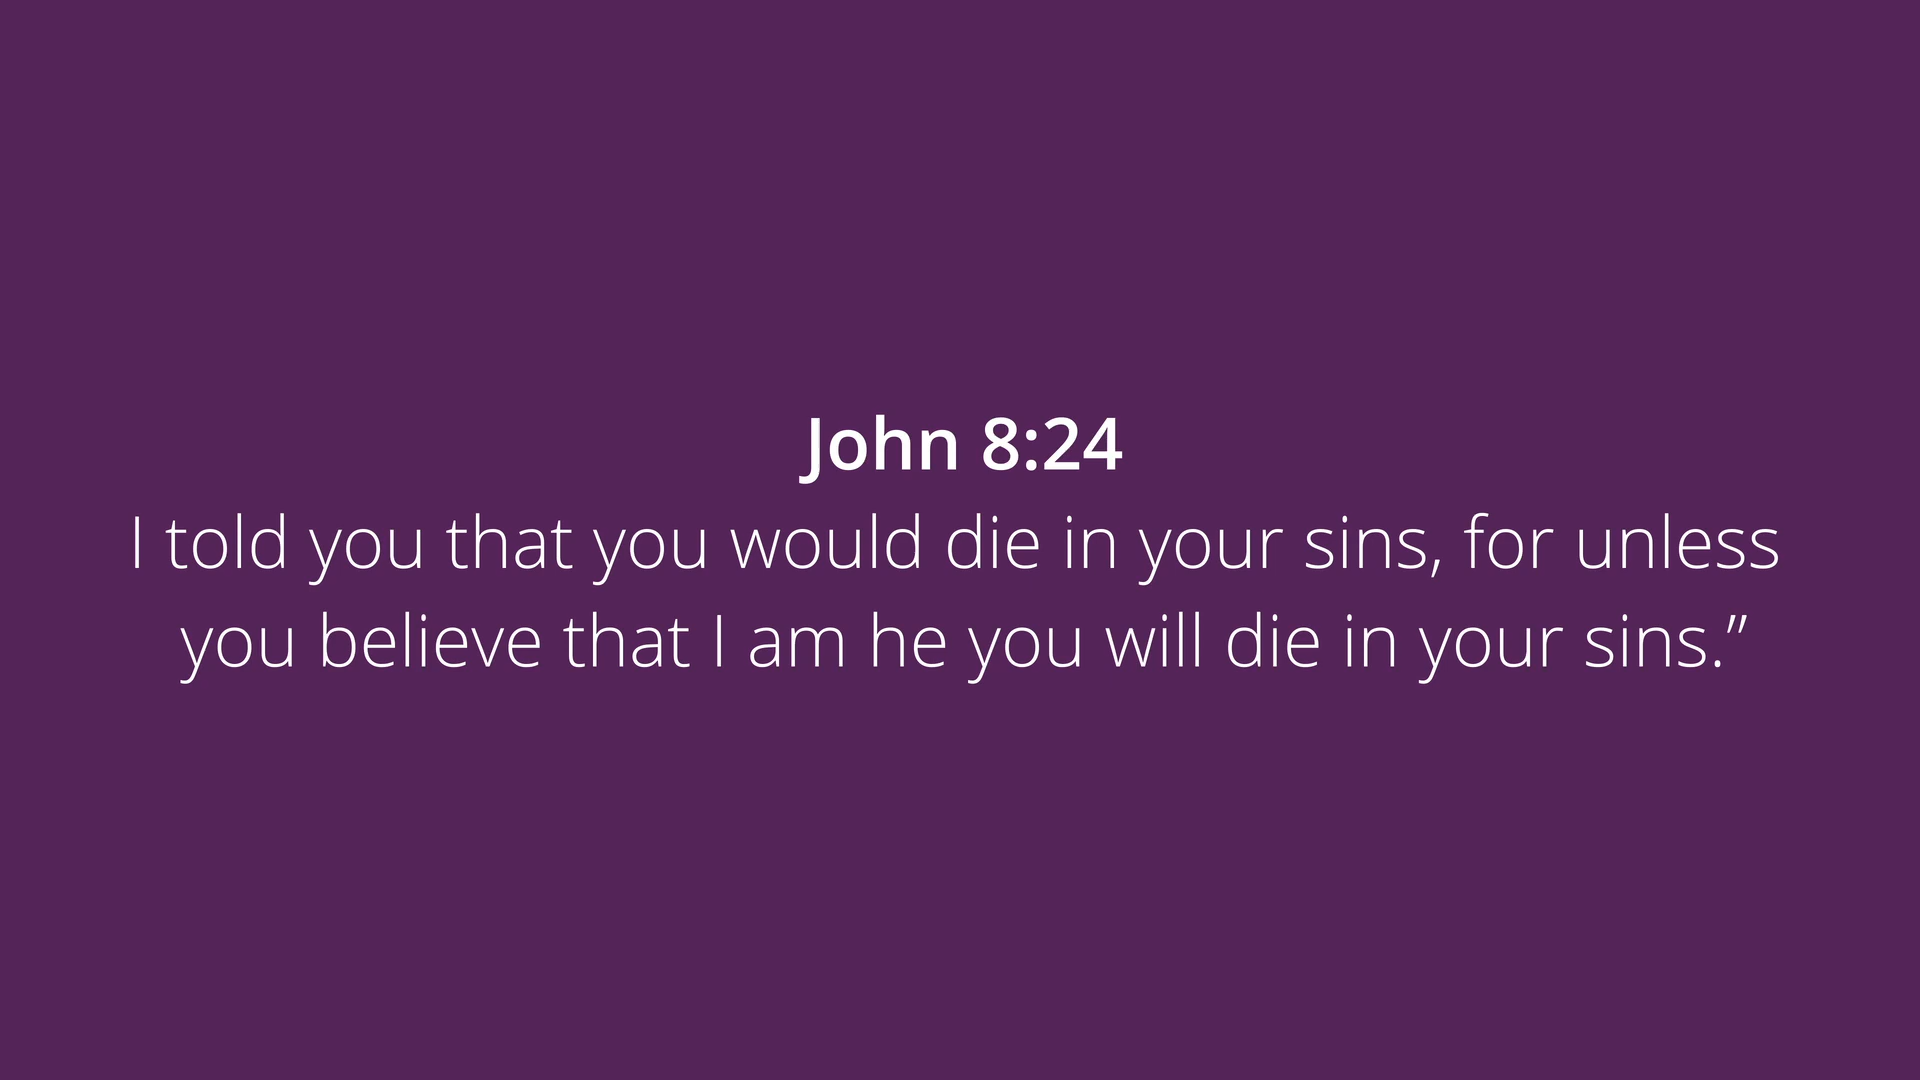 John 8:24
I told you that you would die in your sins, for unless
you believe that I am he you will die in your sins.”